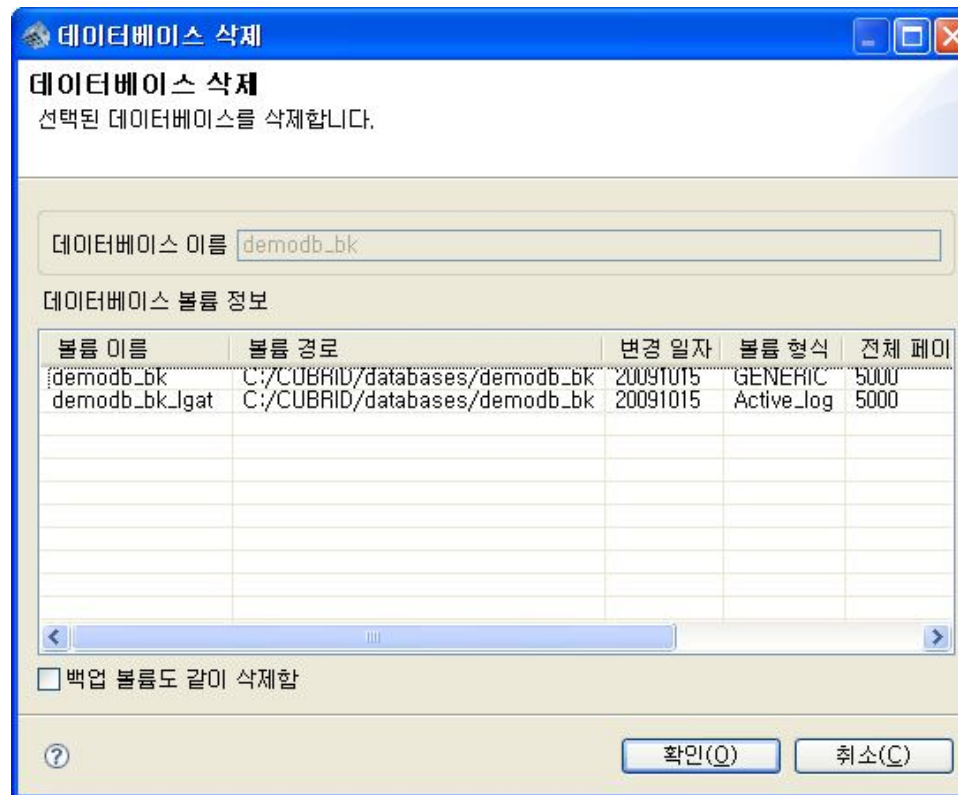 데이터베이스 삭제
데이터베이스 삭제
선택된 데이터베이스를 삭제합니다.
데이터베이스 이름 demodb_bk
데이터베이스 볼륨 정보
볼륨 이름 볼륨 경로 변경 일자 볼륨 형식 전체 페이
demodb_bk C:/CUBRID/databases/demodb_bk 20091015 GENERIC 5000
demodb_bk_lgat C:/CUBRID/databases/demodb_bk 20091015 Active_log 5000
백업 볼륨도 같이 삭제함
확인(O) 취소(C)